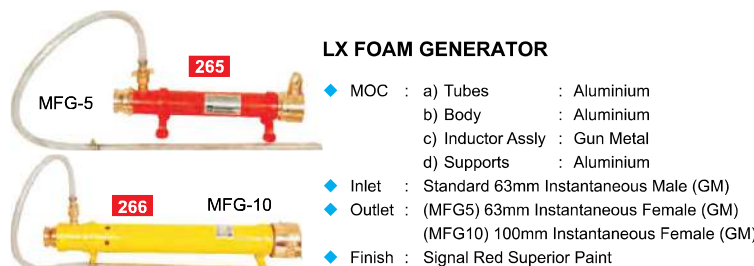 LX FOAM GENERATOR
265
MFG-5
266
MFG-10
MOC : a) Tubes : Aluminium
b) Body : Aluminium
c) Inductor Assly : Gun Metal
d) Supports : Aluminium
Inlet : Standard 63mm Instantaneous Male (GM)
Outlet : (MFG5) 63mm Instantaneous Female (GM)
(MFG10) 100mm Instantaneous Female (GM)
Finish : Signal Red Superior Paint